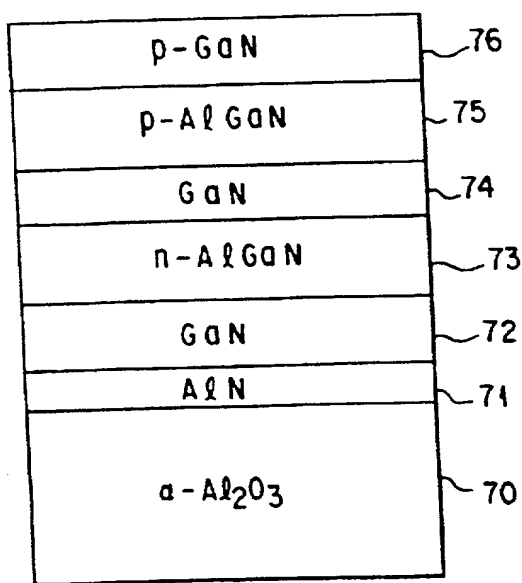 p-GaN 76
p-AlGaN 75
GaN 74
n-AlGaN 73
GaN 72
AlN 71
a-Al2O3 70